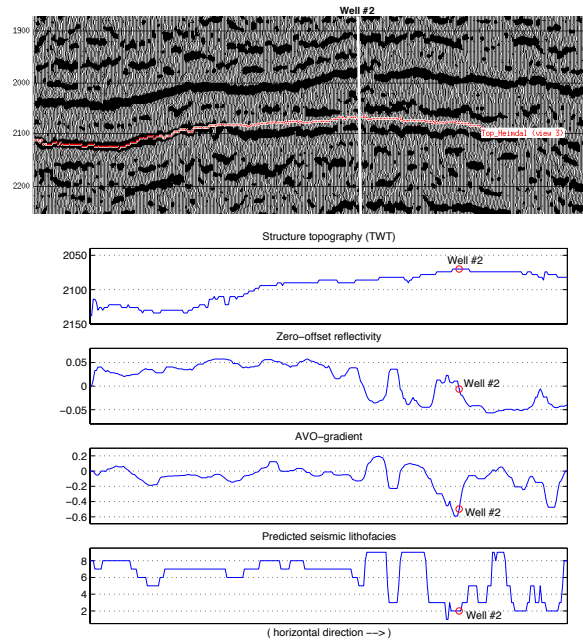 Well #2
1900
2000
2100
2200
Top_Heimdal (view 3)
Structure topography (TWT)
2050
2100
2150
Well #2
Zero-offset reflectivity
0.05
0
-0.05
Well #2
AVO-gradient
0.2
0
-0.2
-0.4
-0.6
Well #2
Predicted seismic lithofacies
8
6
4
2
Well #2
( horizontal direction --> )